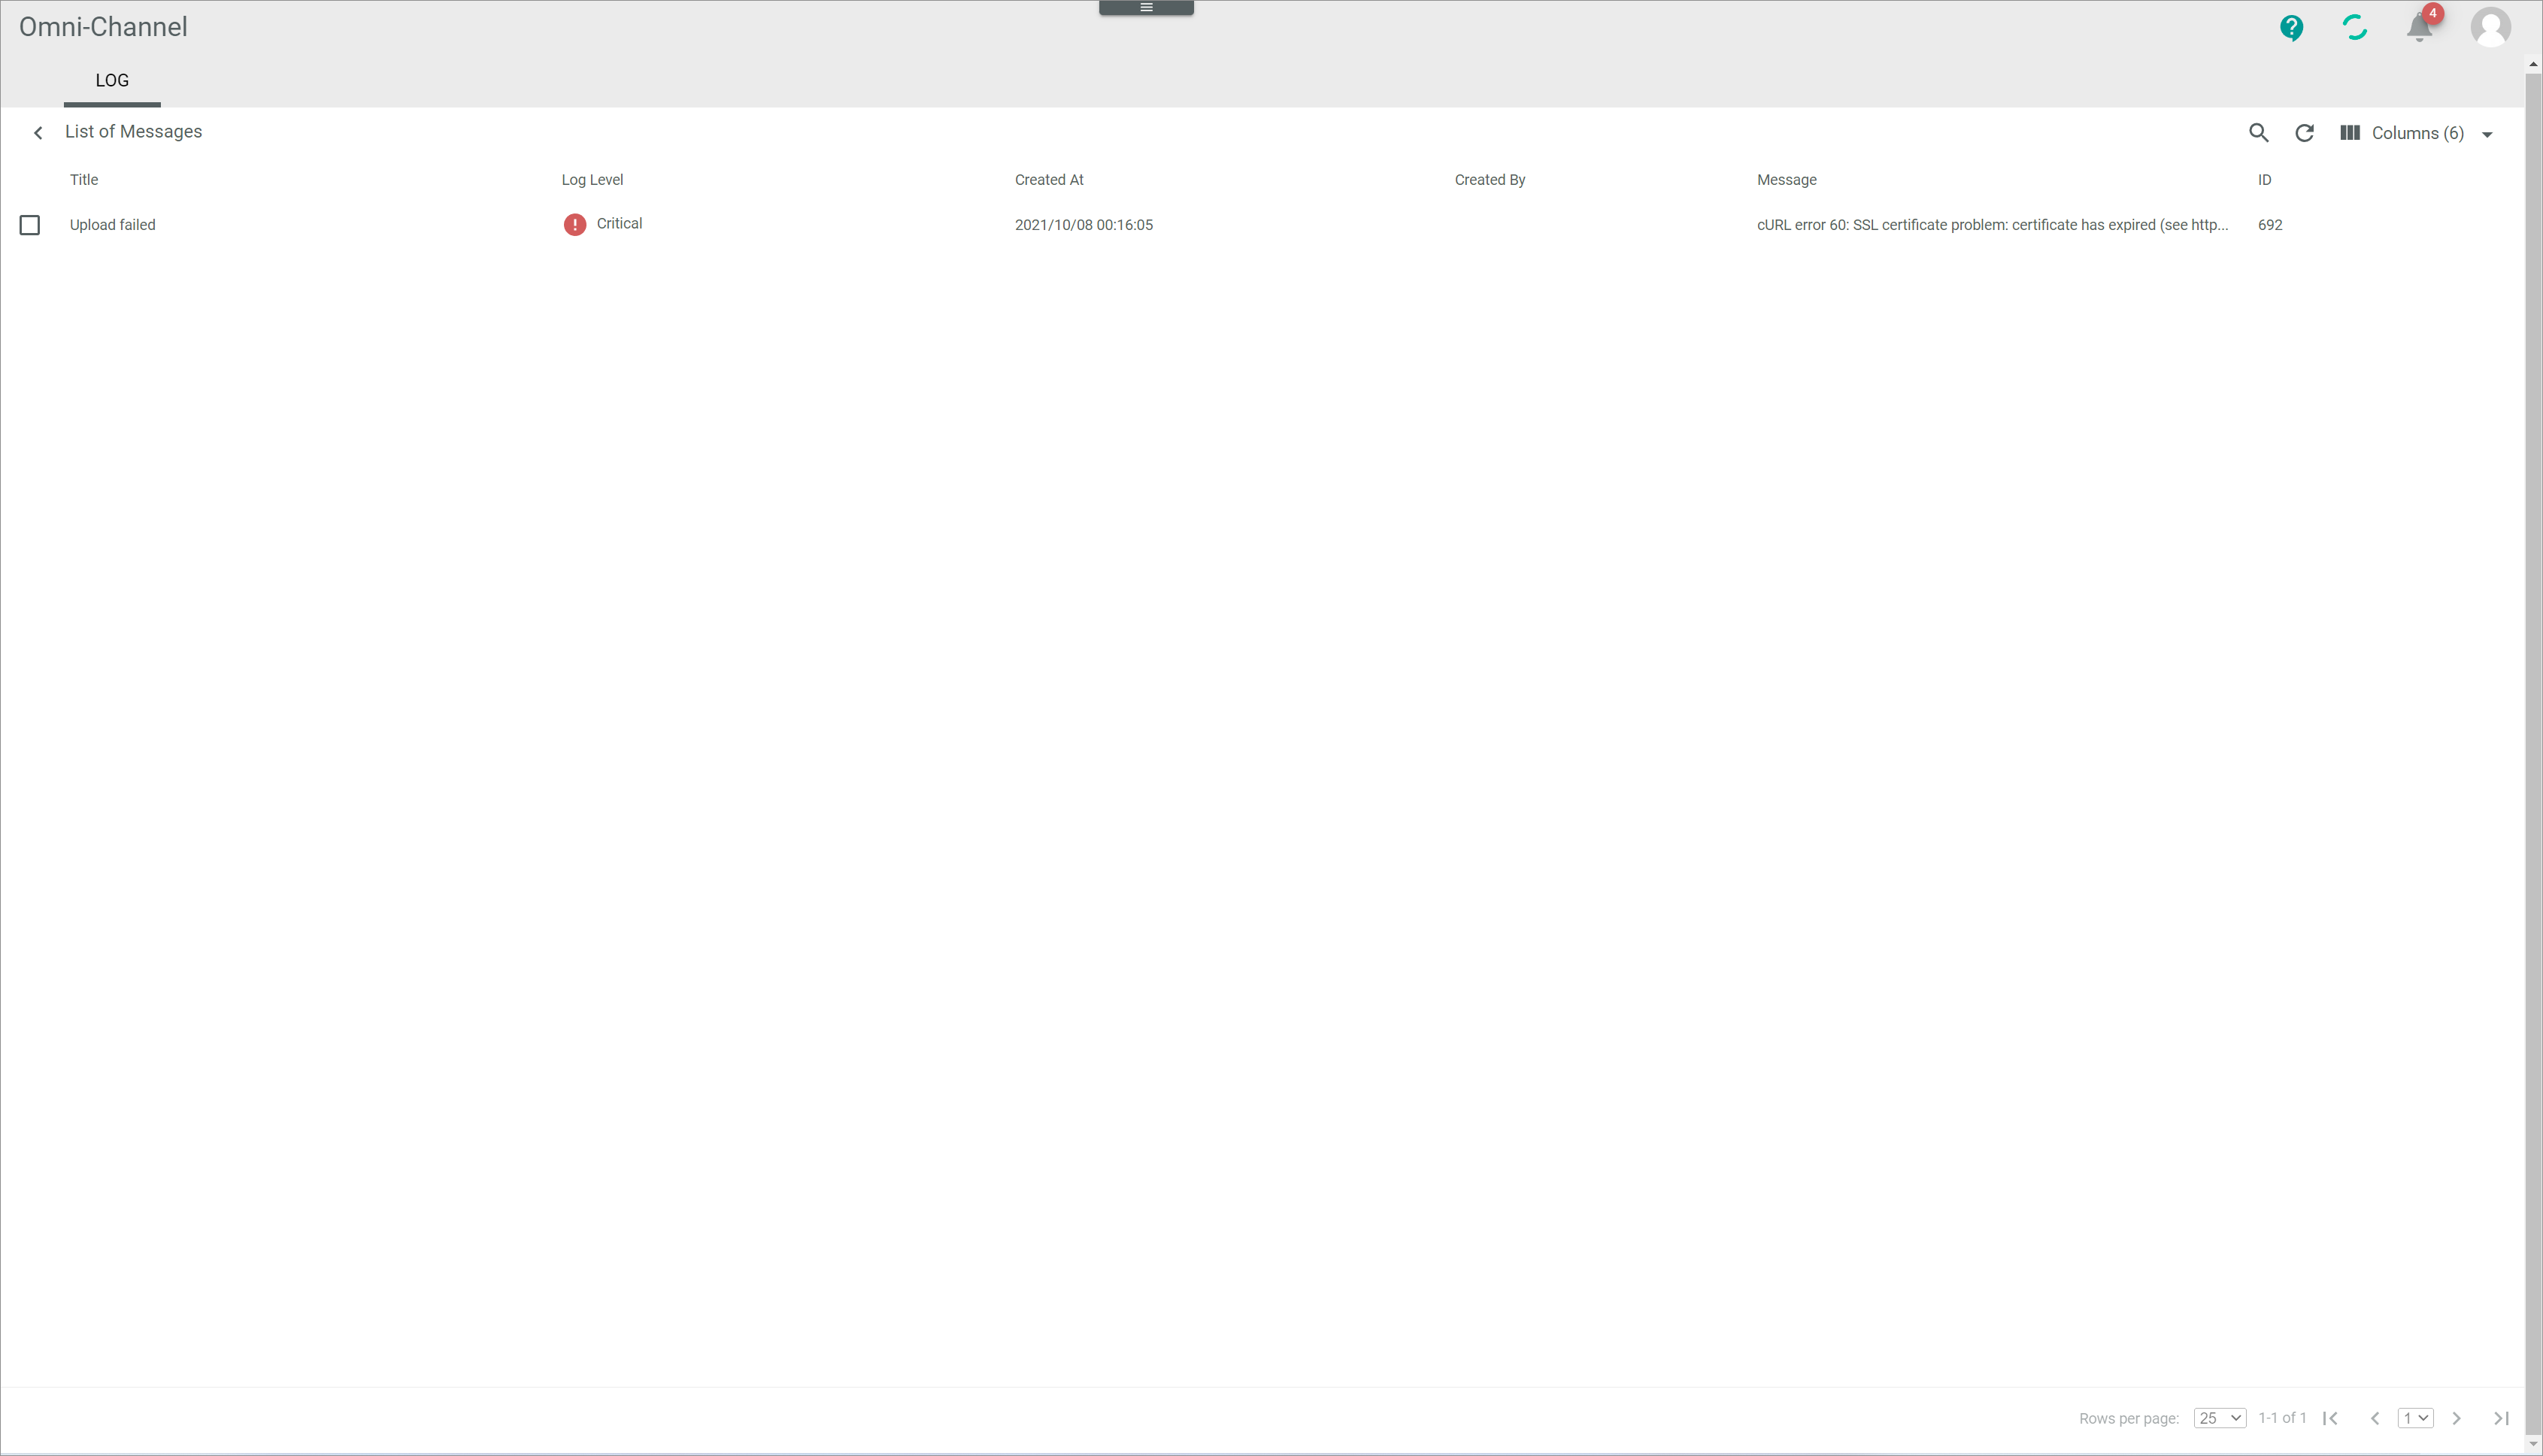 Omni-Channel
4
LOG
List of Messages
Columns (6)
Title Log Level Created At Created By Message ID
Upload failed Critical 2021/10/08 00:16:05 cURL error 60: SSL certificate problem: certificate has expired (see http... 692
Rows per page: 25 1-1 of 1 1